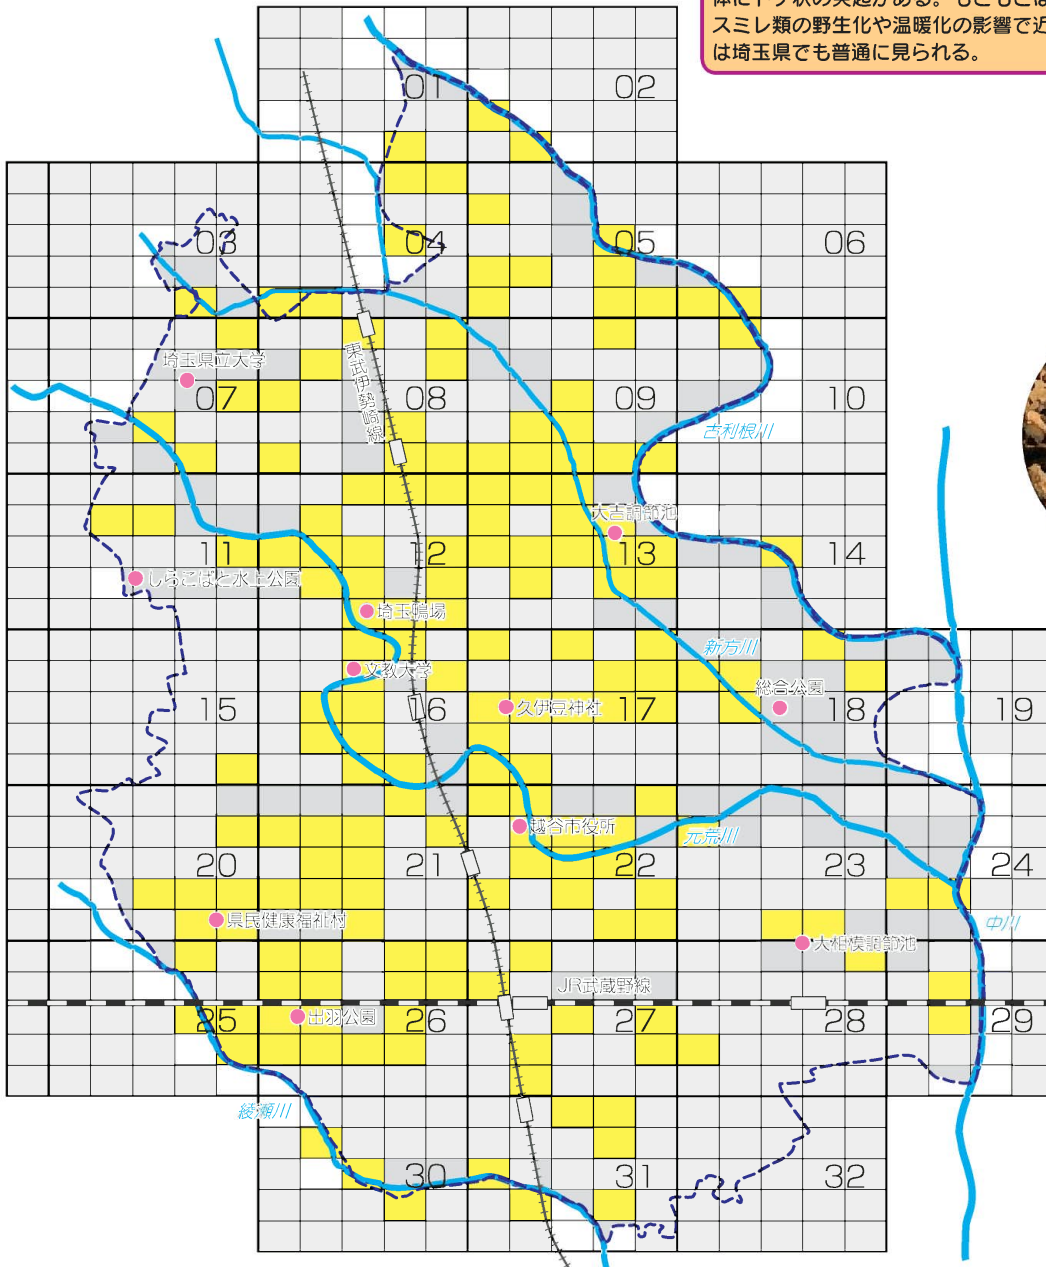 スミレ類の野生化や温暖化の影響で近
は埼玉県でも普通に見られる。
01
02
03
04
05
06
埼玉県立大学
東武伊勢崎線
07
08
09
10
古利根川
大吉調節池
11
12
13
14
しらこばと水上公園
埼玉鴨場
新方川
文教大学
総合公園
久伊豆神社
15
16
17
18
19
越谷市役所
元荒川
20
21
22
23
24
県民健康福祉村
中川
大相模調節池
JR武蔵野線
出羽公園
25
26
27
28
29
綾瀬川
30
31
32